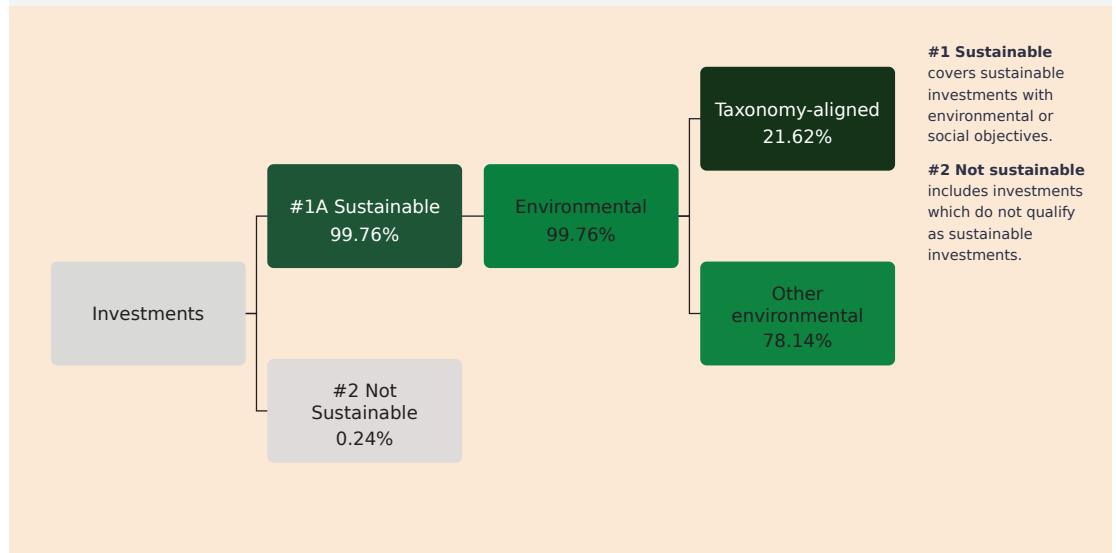 Investments
#1A Sustainable
99.76%
#2 Not
Sustainable
0.24%
Environmental
99.76%
Taxonomy-aligned
21.62%
Other
environmental
78.14%
#1 Sustainable
covers sustainable
investments with
environmental or
social objectives.
#2 Not sustainable
includes investments
which do not qualify
as sustainable
investments.